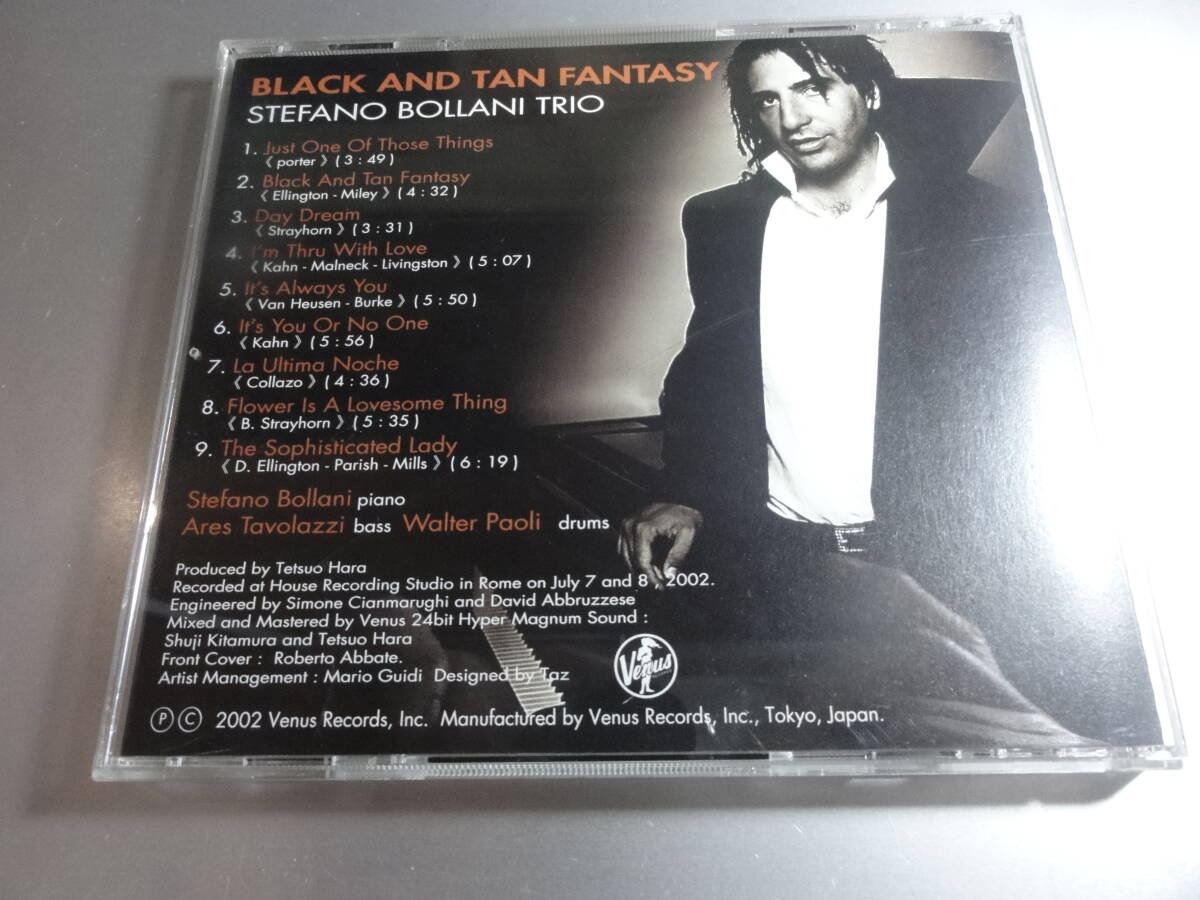 BLACK AND TAN FANTASY
STEFANO BOLLANI TRIO
1. Just One Of Those Things
《 porter 》 ( 3 : 49 )
2. Black And Tan Fantasy
《 Ellington - Miley 》 ( 4 : 32 )
3. Day Dream
《 Strayhorn 》 ( 3 : 31 )
4. I'm Thru With Love
《 Kahn - Malneck - Livingston 》 ( 5 : 07 )
5. It's Always You
《 Van Heusen - Burke 》 ( 5 : 50 )
6. It's You Or No One
《 Kahn 》 ( 5 : 56 )
7. La Ultima Noche
《 Collazo 》 ( 4 : 36 )
8. Flower Is A Lovesome Thing
《 B. Strayhorn 》 ( 5 : 35 )
9. The Sophisticated Lady
《 D. Ellington - Parish - Mills 》 ( 6 : 19 )
Stefano Bollani piano
Ares Tavolazzi bass Walter Paoli drums
Produced by Tetsuo Hara
Recorded at House Recording Studio in Rome on July 7 and 8 , 2002.
Engineered by Simone Cianmarughi and David Abbruzzese
Mixed and Mastered by Venus 24bit Hyper Magnum Sound :
Shuji Kitamura and Tetsuo Hara
Front Cover : Roberto Abbate.
Artist Management : Mario Guidi Designed by Taz
Venus
Ⓟ Ⓒ 2002 Venus Records, Inc. Manufactured by Venus Records, Inc., Tokyo, Japan.